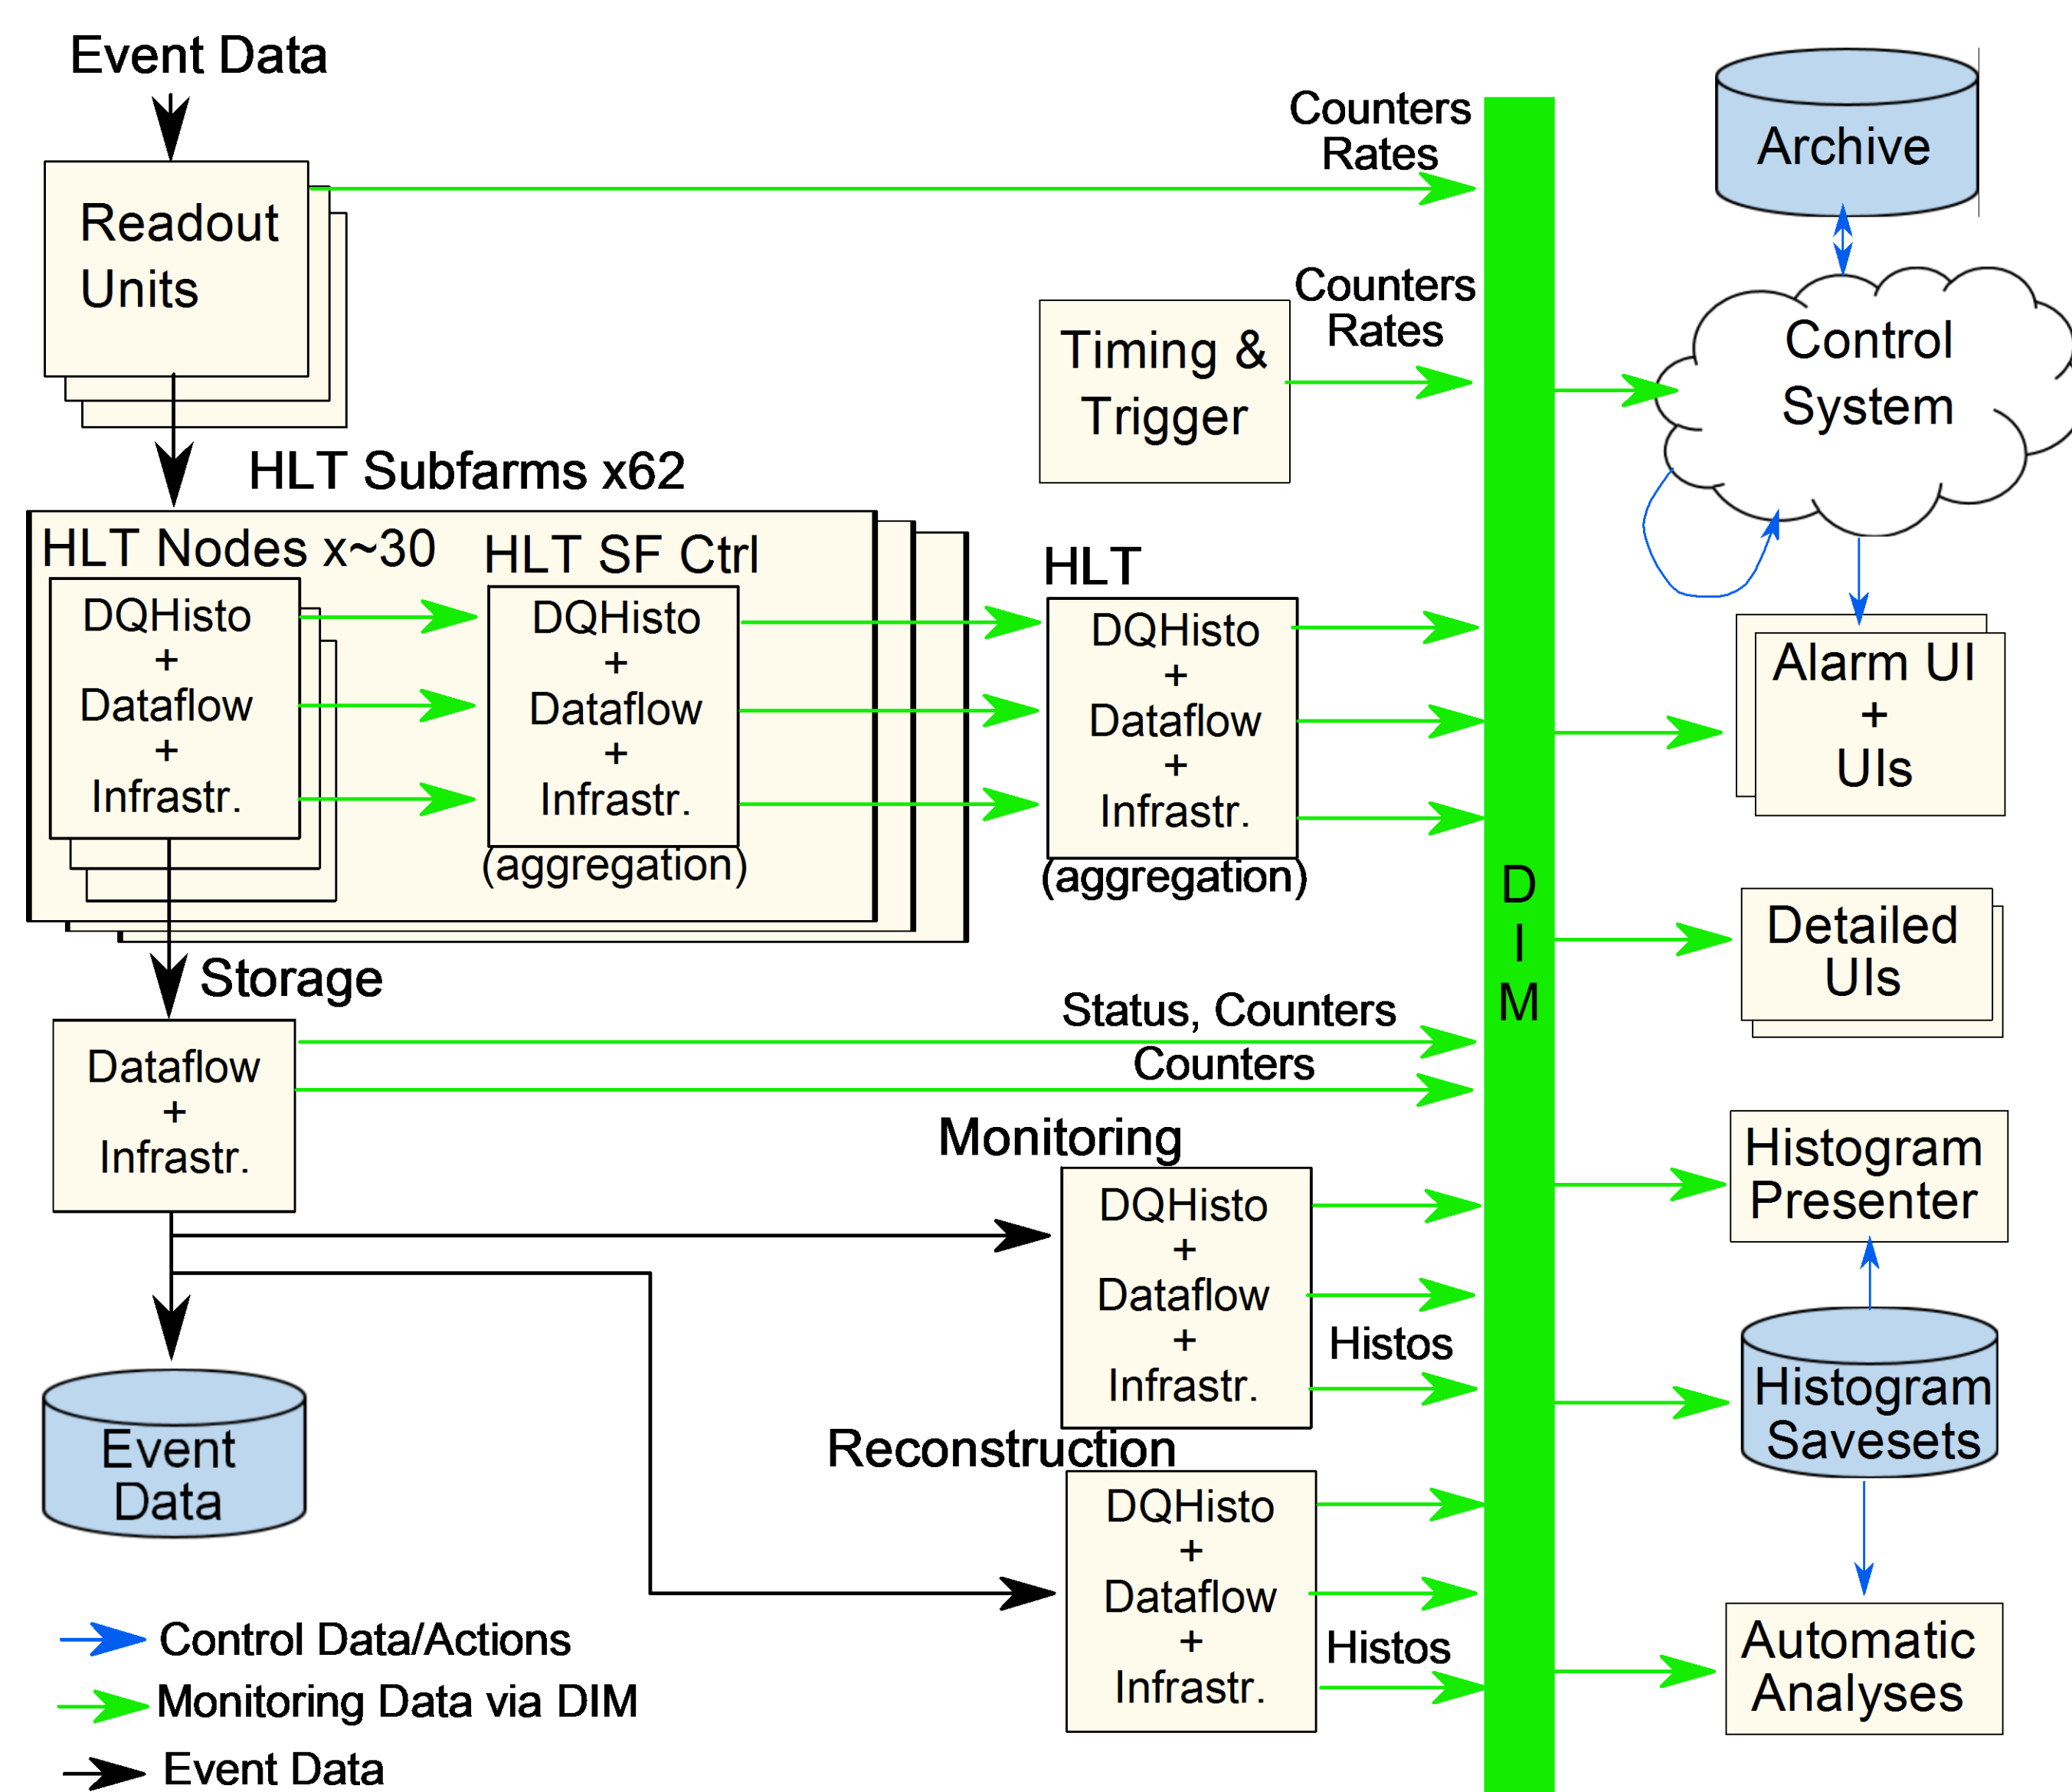 Event Data
Readout
Units
Counters
Rates
Counters
Rates
Timing &
Trigger
Archive
Control
System
HLT Subfarms x62
HLT Nodes x~30
DQHisto
+
Dataflow
+
Infrastr.
HLT SF Ctrl
DQHisto
+
Dataflow
+
Infrastr.
(aggregation)
HLT
DQHisto
+
Dataflow
+
Infrastr.
(aggregation)
D
I
M
Alarm UI
+
UIs
Detailed
UIs
Storage
Dataflow
+
Infrastr.
Status, Counters
Counters
Monitoring
DQHisto
+
Dataflow
+
Infrastr.
Histos
Histogram
Presenter
Histogram
Savesets
Event
Data
Reconstruction
DQHisto
+
Dataflow
+
Infrastr.
Histos
Automatic
Analyses
Control Data/Actions
Monitoring Data via DIM
Event Data